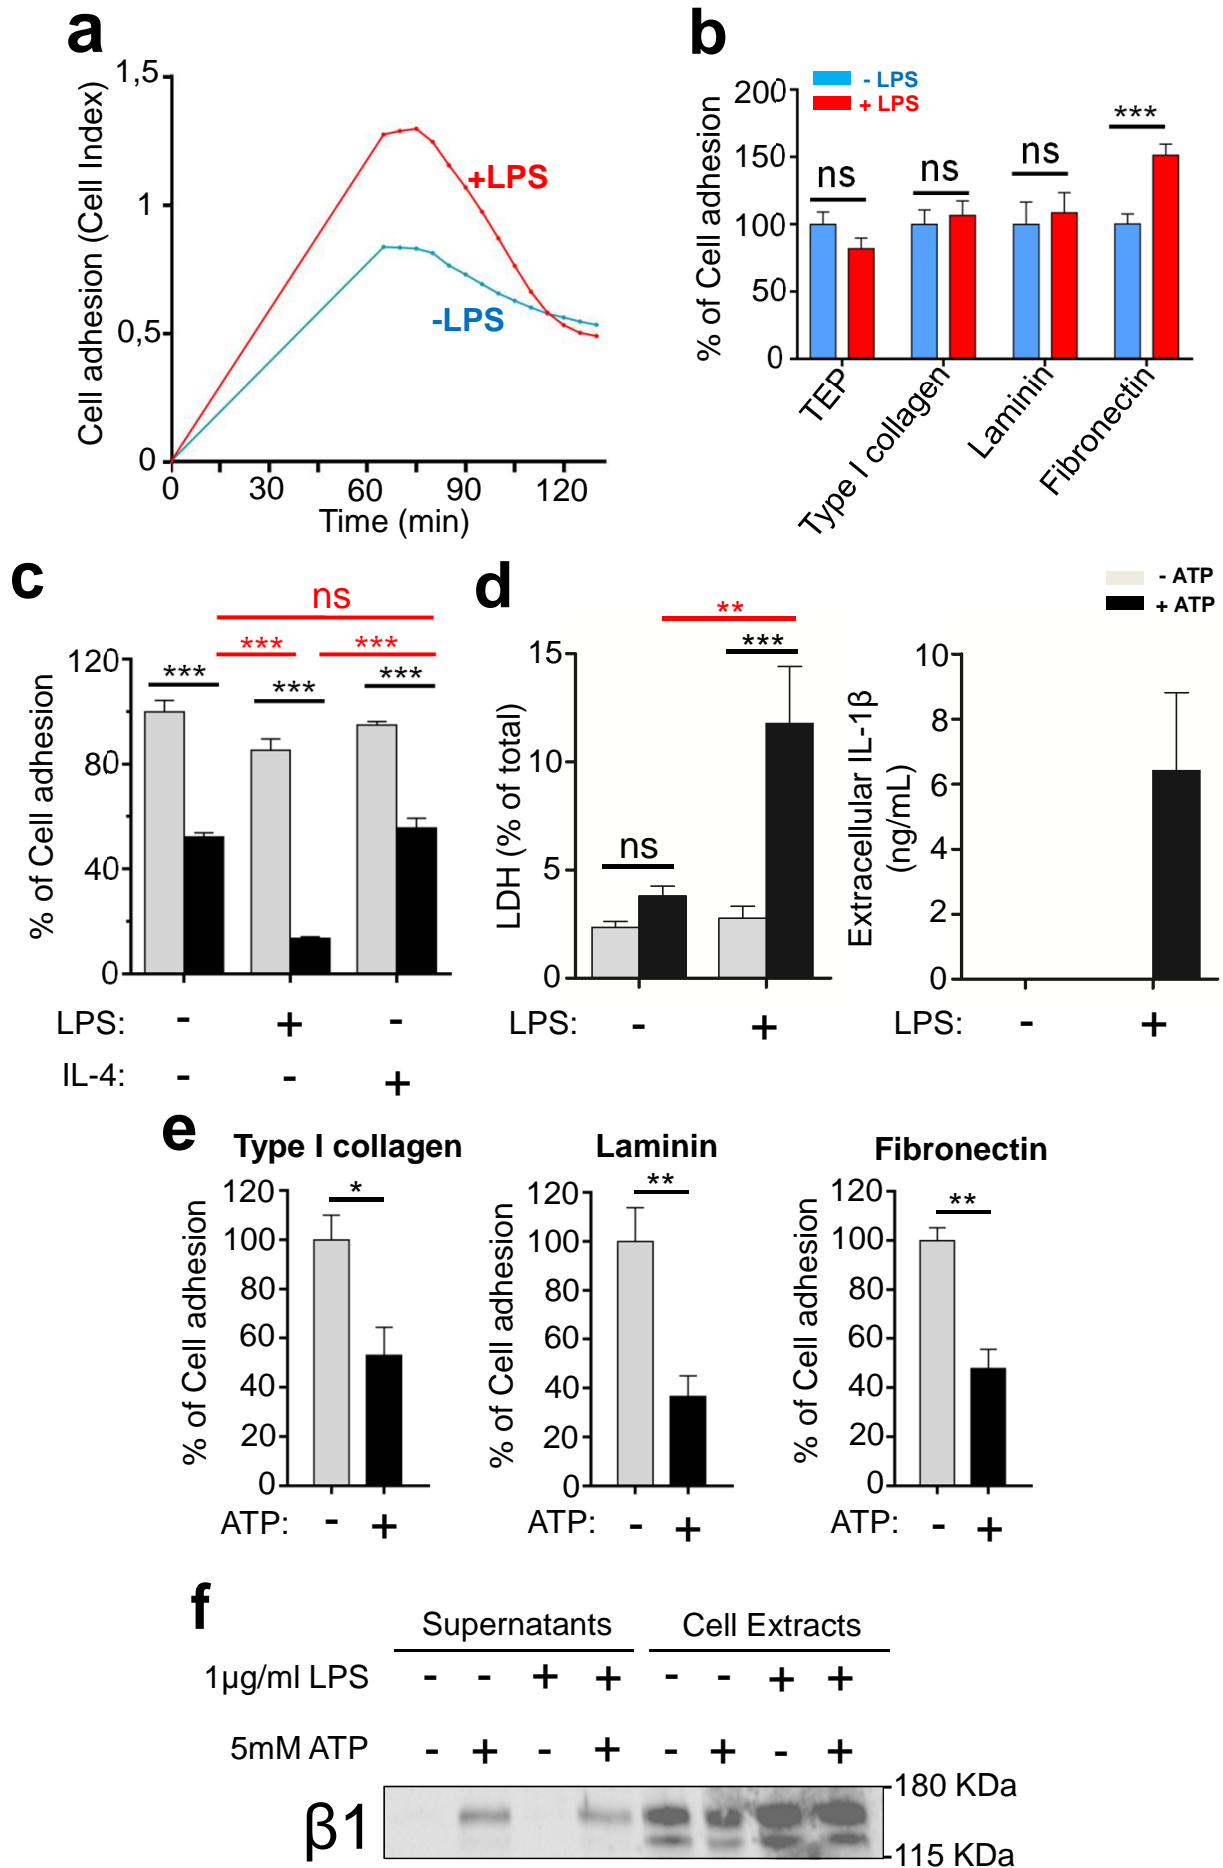 a
1,5
1
0,5
0
Cell adhesion (Cell Index)
+LPS
-LPS
0 30 60 90 120
Time (min)
b
- LPS
+ LPS
200
150
100
50
0
% of Cell adhesion
ns
ns
ns
***
TEP
Type I collagen
Laminin
Fibronectin
c
ns
*** ***
*** *** ***
120
80
40
0
% of Cell adhesion
LPS: - + -
IL-4: - - +
d
- ATP
+ ATP
**
***
ns
15
10
5
0
LDH (% of total)
LPS: - +
10
8
6
4
2
0
Extracellular IL-1β
(ng/mL)
LPS: - +
e
Type I collagen
*
120
100
80
60
40
20
0
% of Cell adhesion
ATP: - +
Laminin
**
120
100
80
60
40
20
0
% of Cell adhesion
ATP: - +
Fibronectin
**
120
100
80
60
40
20
0
% of Cell adhesion
ATP: - +
f
Supernatants Cell Extracts
1µg/ml LPS - - + + - - + +
5mM ATP - + - + - + - +
β1
180 KDa
115 KDa